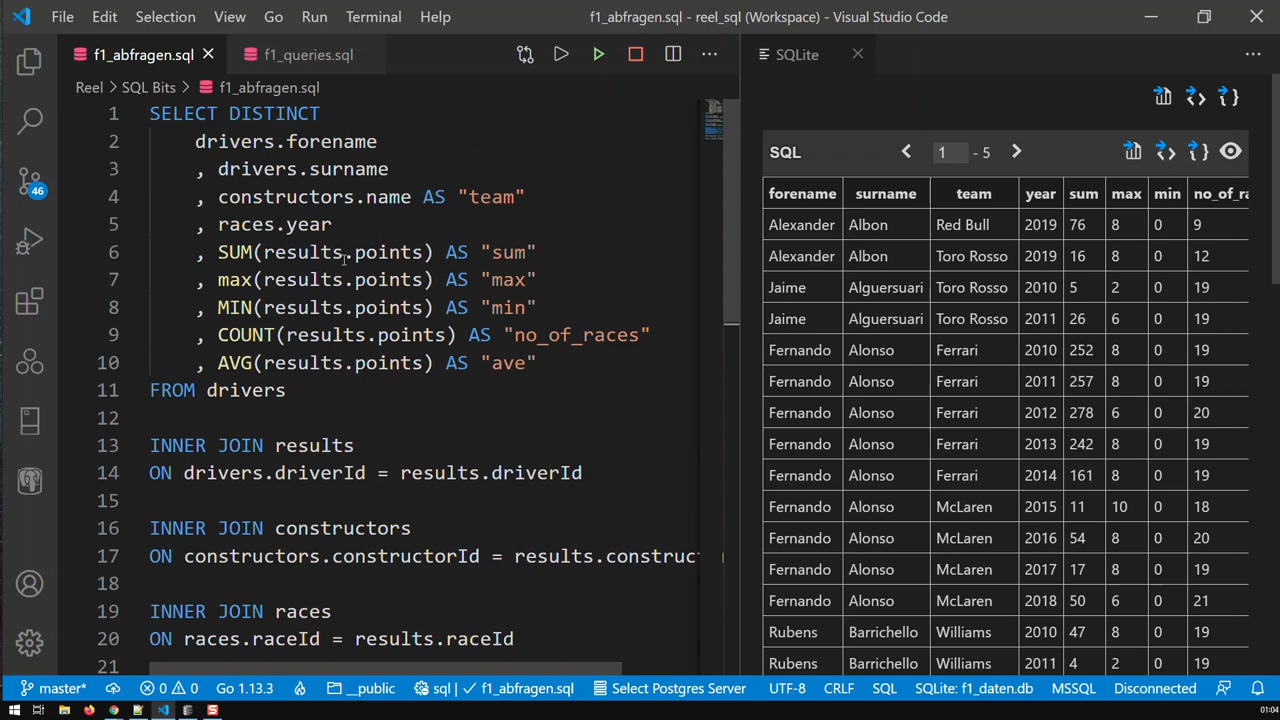 File Edit Selection View Go Run Terminal Help f1_abfragen.sql - reel_sql (Workspace) - Visual Studio Code
f1_abfragen.sql f1_queries.sql
SQLite
Reel > SQL Bits > f1_abfragen.sql
1 SELECT DISTINCT
2 drivers.forename
3 , drivers.surname
4 , constructors.name AS "team"
5 , races.year
6 , SUM(results.points) AS "sum"
7 , max(results.points) AS "max"
8 , MIN(results.points) AS "min"
9 , COUNT(results.points) AS "no_of_races"
10 , AVG(results.points) AS "ave"
11 FROM drivers
12
13 INNER JOIN results
14 ON drivers.driverId = results.driverId
15
16 INNER JOIN constructors
17 ON constructors.constructorId = results.construct
18
19 INNER JOIN races
20 ON races.raceId = results.raceId
21
SQL 1 - 5
forename surname team year sum max min no_of_ra
Alexander Albon Red Bull 2019 76 8 0 9
Alexander Albon Toro Rosso 2019 16 8 0 12
Jaime Alguersuari Toro Rosso 2010 5 2 0 19
Jaime Alguersuari Toro Rosso 2011 26 6 0 19
Fernando Alonso Ferrari 2010 252 8 0 19
Fernando Alonso Ferrari 2011 257 8 0 19
Fernando Alonso Ferrari 2012 278 6 0 20
Fernando Alonso Ferrari 2013 242 8 0 19
Fernando Alonso Ferrari 2014 161 8 0 19
Fernando Alonso McLaren 2015 11 10 0 18
Fernando Alonso McLaren 2016 54 8 0 20
Fernando Alonso McLaren 2017 17 8 0 19
Fernando Alonso McLaren 2018 50 6 0 21
Rubens Barrichello Williams 2010 47 8 0 19
Rubens Barrichello Williams 2011 4 2 0 19
46
master* 0 0 Go 1.13.3 __public sql | ✓ f1_abfragen.sql Select Postgres Server UTF-8 CRLF SQL SQLite: f1_daten.db MSSQL Disconnected
01:04